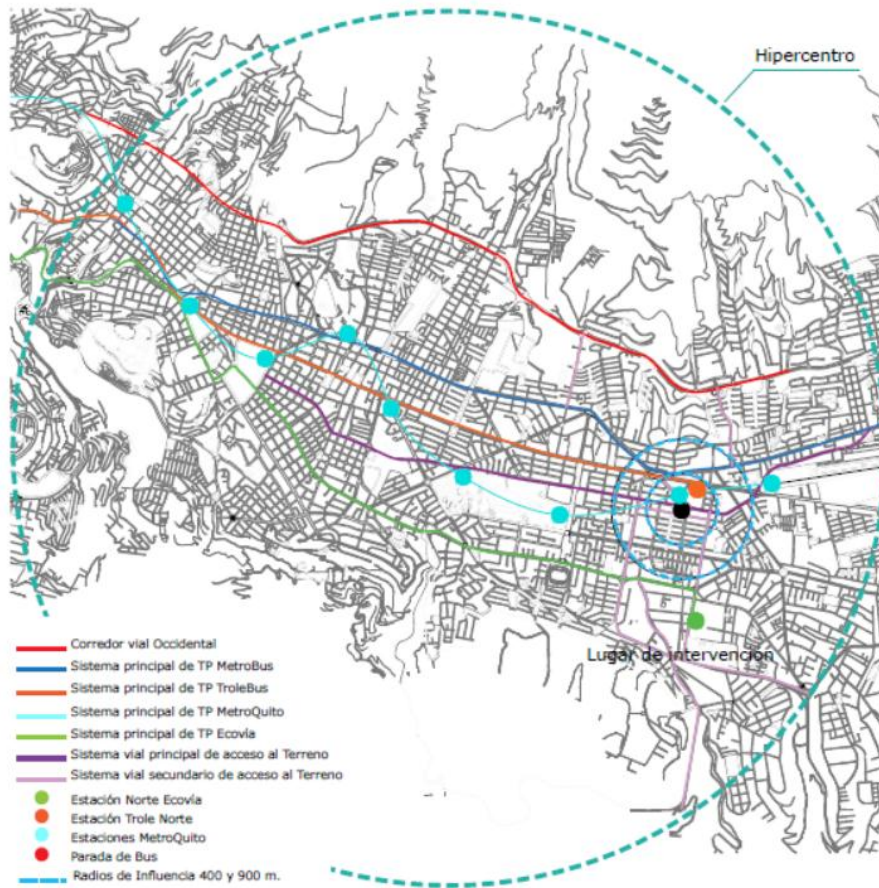 Hipercentro
Lugar de intervención
Corredor vial Occidental
Sistema principal de TP MetroBus
Sistema principal de TP TroleBus
Sistema principal de TP MetroQuito
Sistema principal de TP Ecovía
Sistema vial principal de acceso al Terreno
Sistema vial secundario de acceso al Terreno
Estación Norte Ecovía
Estación Trole Norte
Estaciones MetroQuito
Parada de Bus
Radios de Influencia 400 y 900 m.